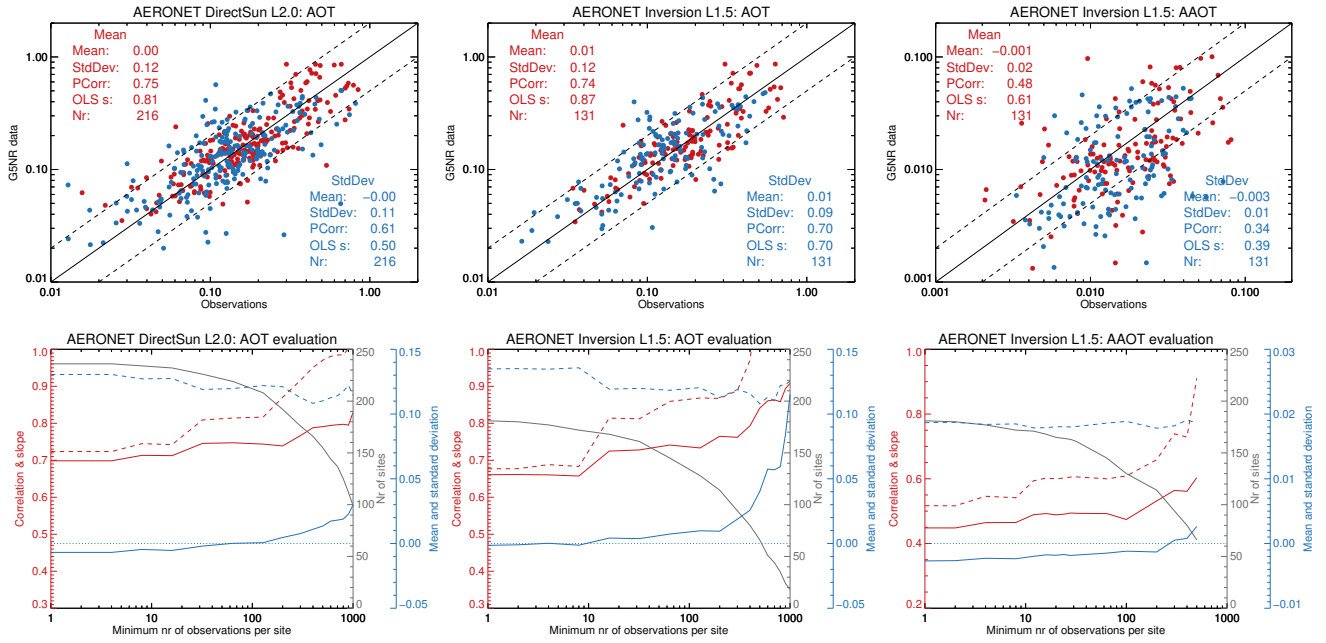 AERONET DirectSun L2.0: AOT
Mean
Mean: 0.00
StdDev: 0.12
PCorr: 0.75
OLS s: 0.81
Nr: 216
StdDev
Mean: −0.00
StdDev: 0.11
PCorr: 0.61
OLS s: 0.50
Nr: 216
1.00
0.10
0.01
G5NR data
0.01 0.10 1.00
Observations
AERONET Inversion L1.5: AOT
Mean
Mean: 0.01
StdDev: 0.12
PCorr: 0.74
OLS s: 0.87
Nr: 131
StdDev
Mean: 0.01
StdDev: 0.09
PCorr: 0.70
OLS s: 0.70
Nr: 131
1.00
0.10
0.01
G5NR data
0.01 0.10 1.00
Observations
AERONET Inversion L1.5: AAOT
Mean
Mean: −0.001
StdDev: 0.02
PCorr: 0.48
OLS s: 0.61
Nr: 131
StdDev
Mean: −0.003
StdDev: 0.01
PCorr: 0.34
OLS s: 0.39
Nr: 131
0.100
0.010
0.001
G5NR data
0.001 0.010 0.100
Observations
AERONET DirectSun L2.0: AOT evaluation
1.0
0.9
0.8
0.7
0.6
0.5
0.4
0.3
Correlation & slope
250
200
150
100
50
0
Nr of sites
0.15
0.10
0.05
0.00
−0.05
Mean and standard deviation
1 10 100 1000
Minimum nr of observations per site
AERONET Inversion L1.5: AOT evaluation
1.0
0.9
0.8
0.7
0.6
0.5
0.4
0.3
Correlation & slope
250
200
150
100
50
0
Nr of sites
0.15
0.10
0.05
0.00
−0.05
Mean and standard deviation
1 10 100 1000
Minimum nr of observations per site
AERONET Inversion L1.5: AAOT evaluation
1.0
0.8
0.6
0.4
0.2
Correlation & slope
250
200
150
100
50
0
Nr of sites
0.03
0.02
0.01
0.00
−0.01
Mean and standard deviation
1 10 100 1000
Minimum nr of observations per site